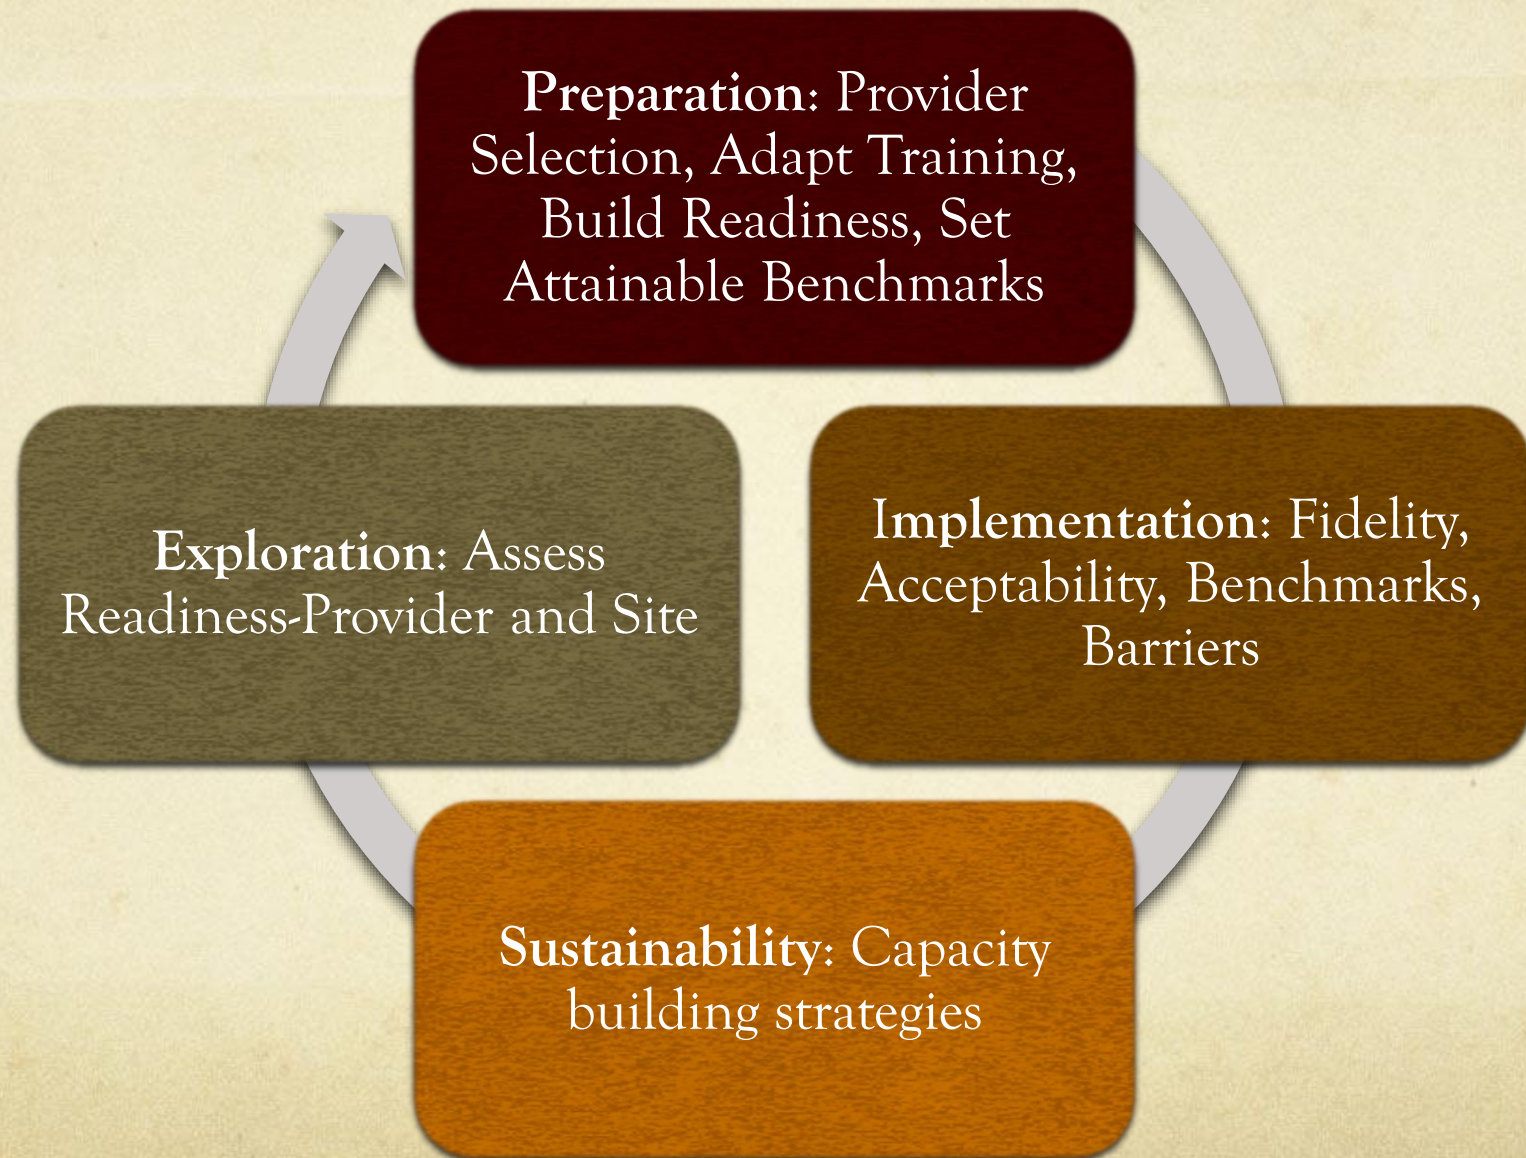 Preparation: Provider
Selection, Adapt Training,
Build Readiness, Set
Attainable Benchmarks
Exploration: Assess
Readiness-Provider and Site
Implementation: Fidelity,
Acceptability, Benchmarks,
Barriers
Sustainability: Capacity
building strategies